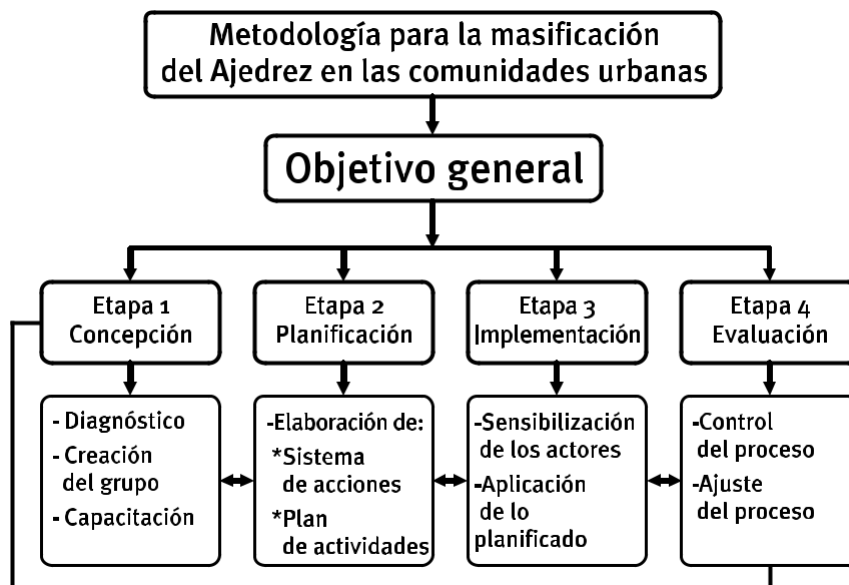 Metodología para la masificación
del Ajedrez en las comunidades urbanas
Objetivo general
Etapa 1
Concepción
Etapa 2
Planificación
Etapa 3
Implementación
Etapa 4
Evaluación
- Diagnóstico
- Creación
del grupo
- Capacitación
-Elaboración de:
*Sistema
de acciones
*Plan
de actividades
-Sensibilización
de los actores
-Aplicación
de lo
planificado
-Control
del proceso
-Ajuste
del proceso